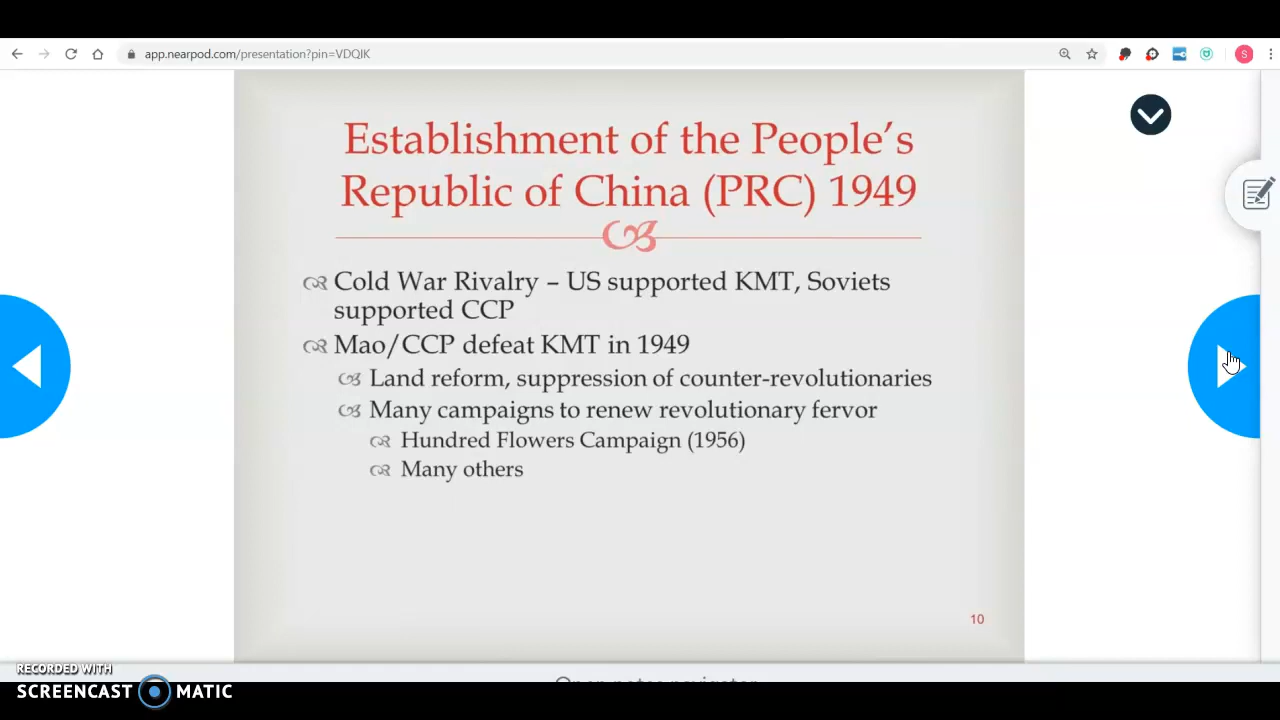 app.nearpod.com/presentation?pin=VDQIK
S
Establishment of the People's
Republic of China (PRC) 1949
Cold War Rivalry – US supported KMT, Soviets
supported CCP
Mao/CCP defeat KMT in 1949
Land reform, suppression of counter-revolutionaries
Many campaigns to renew revolutionary fervor
Hundred Flowers Campaign (1956)
Many others
10
RECORDED WITH
SCREENCAST MATIC